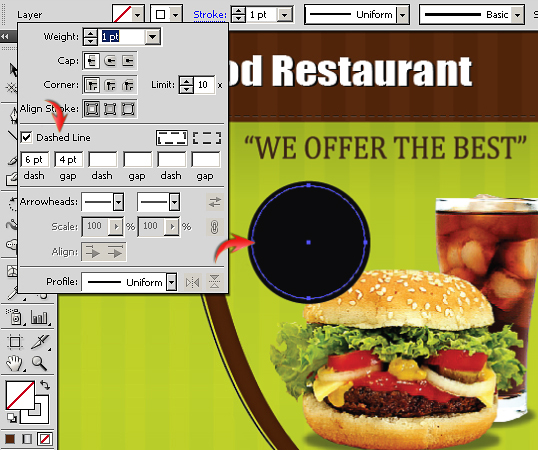 Layer
Stroke:
1 pt
Uniform
Basic
Weight:
1 pt
Cap:
Corner:
Limit:
10
x
Align Stroke:
Dashed Line
6 pt
4 pt
dash
gap
dash
gap
dash
gap
Arrowheads:
Scale:
100
%
100
%
Align:
Profile:
Uniform
od Restaurant
“WE OFFER THE BEST”